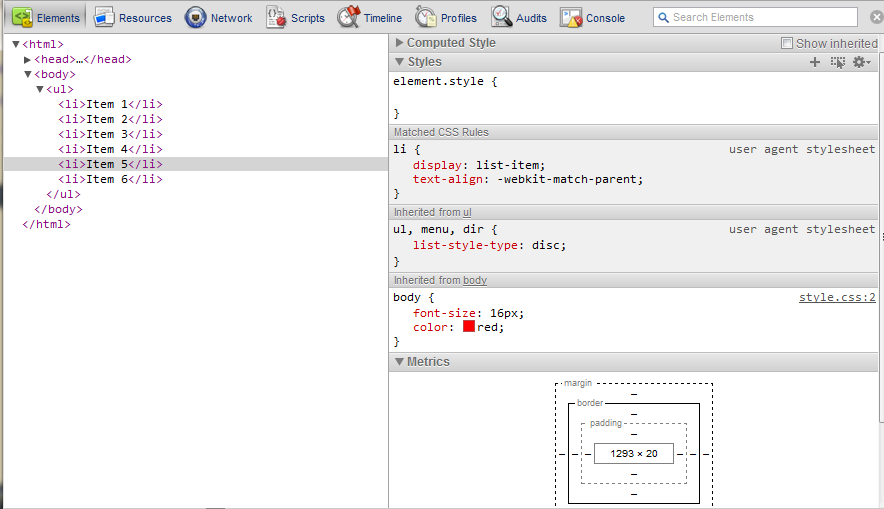 Elements Resources Network Scripts Timeline Profiles Audits Console Search Elements
<html>
<head>…</head>
<body>
<ul>
<li>Item 1</li>
<li>Item 2</li>
<li>Item 3</li>
<li>Item 4</li>
<li>Item 5</li>
<li>Item 6</li>
</ul>
</body>
</html>
Computed Style Show inherited
Styles
element.style {
}
Matched CSS Rules
li { user agent stylesheet
display: list-item;
text-align: -webkit-match-parent;
}
Inherited from ul
ul, menu, dir { user agent stylesheet
list-style-type: disc;
}
Inherited from body
body { style.css:2
font-size: 16px;
color: red;
}
Metrics
margin
–
border
–
padding
–
– – – 1293 × 20 – – –
–
–